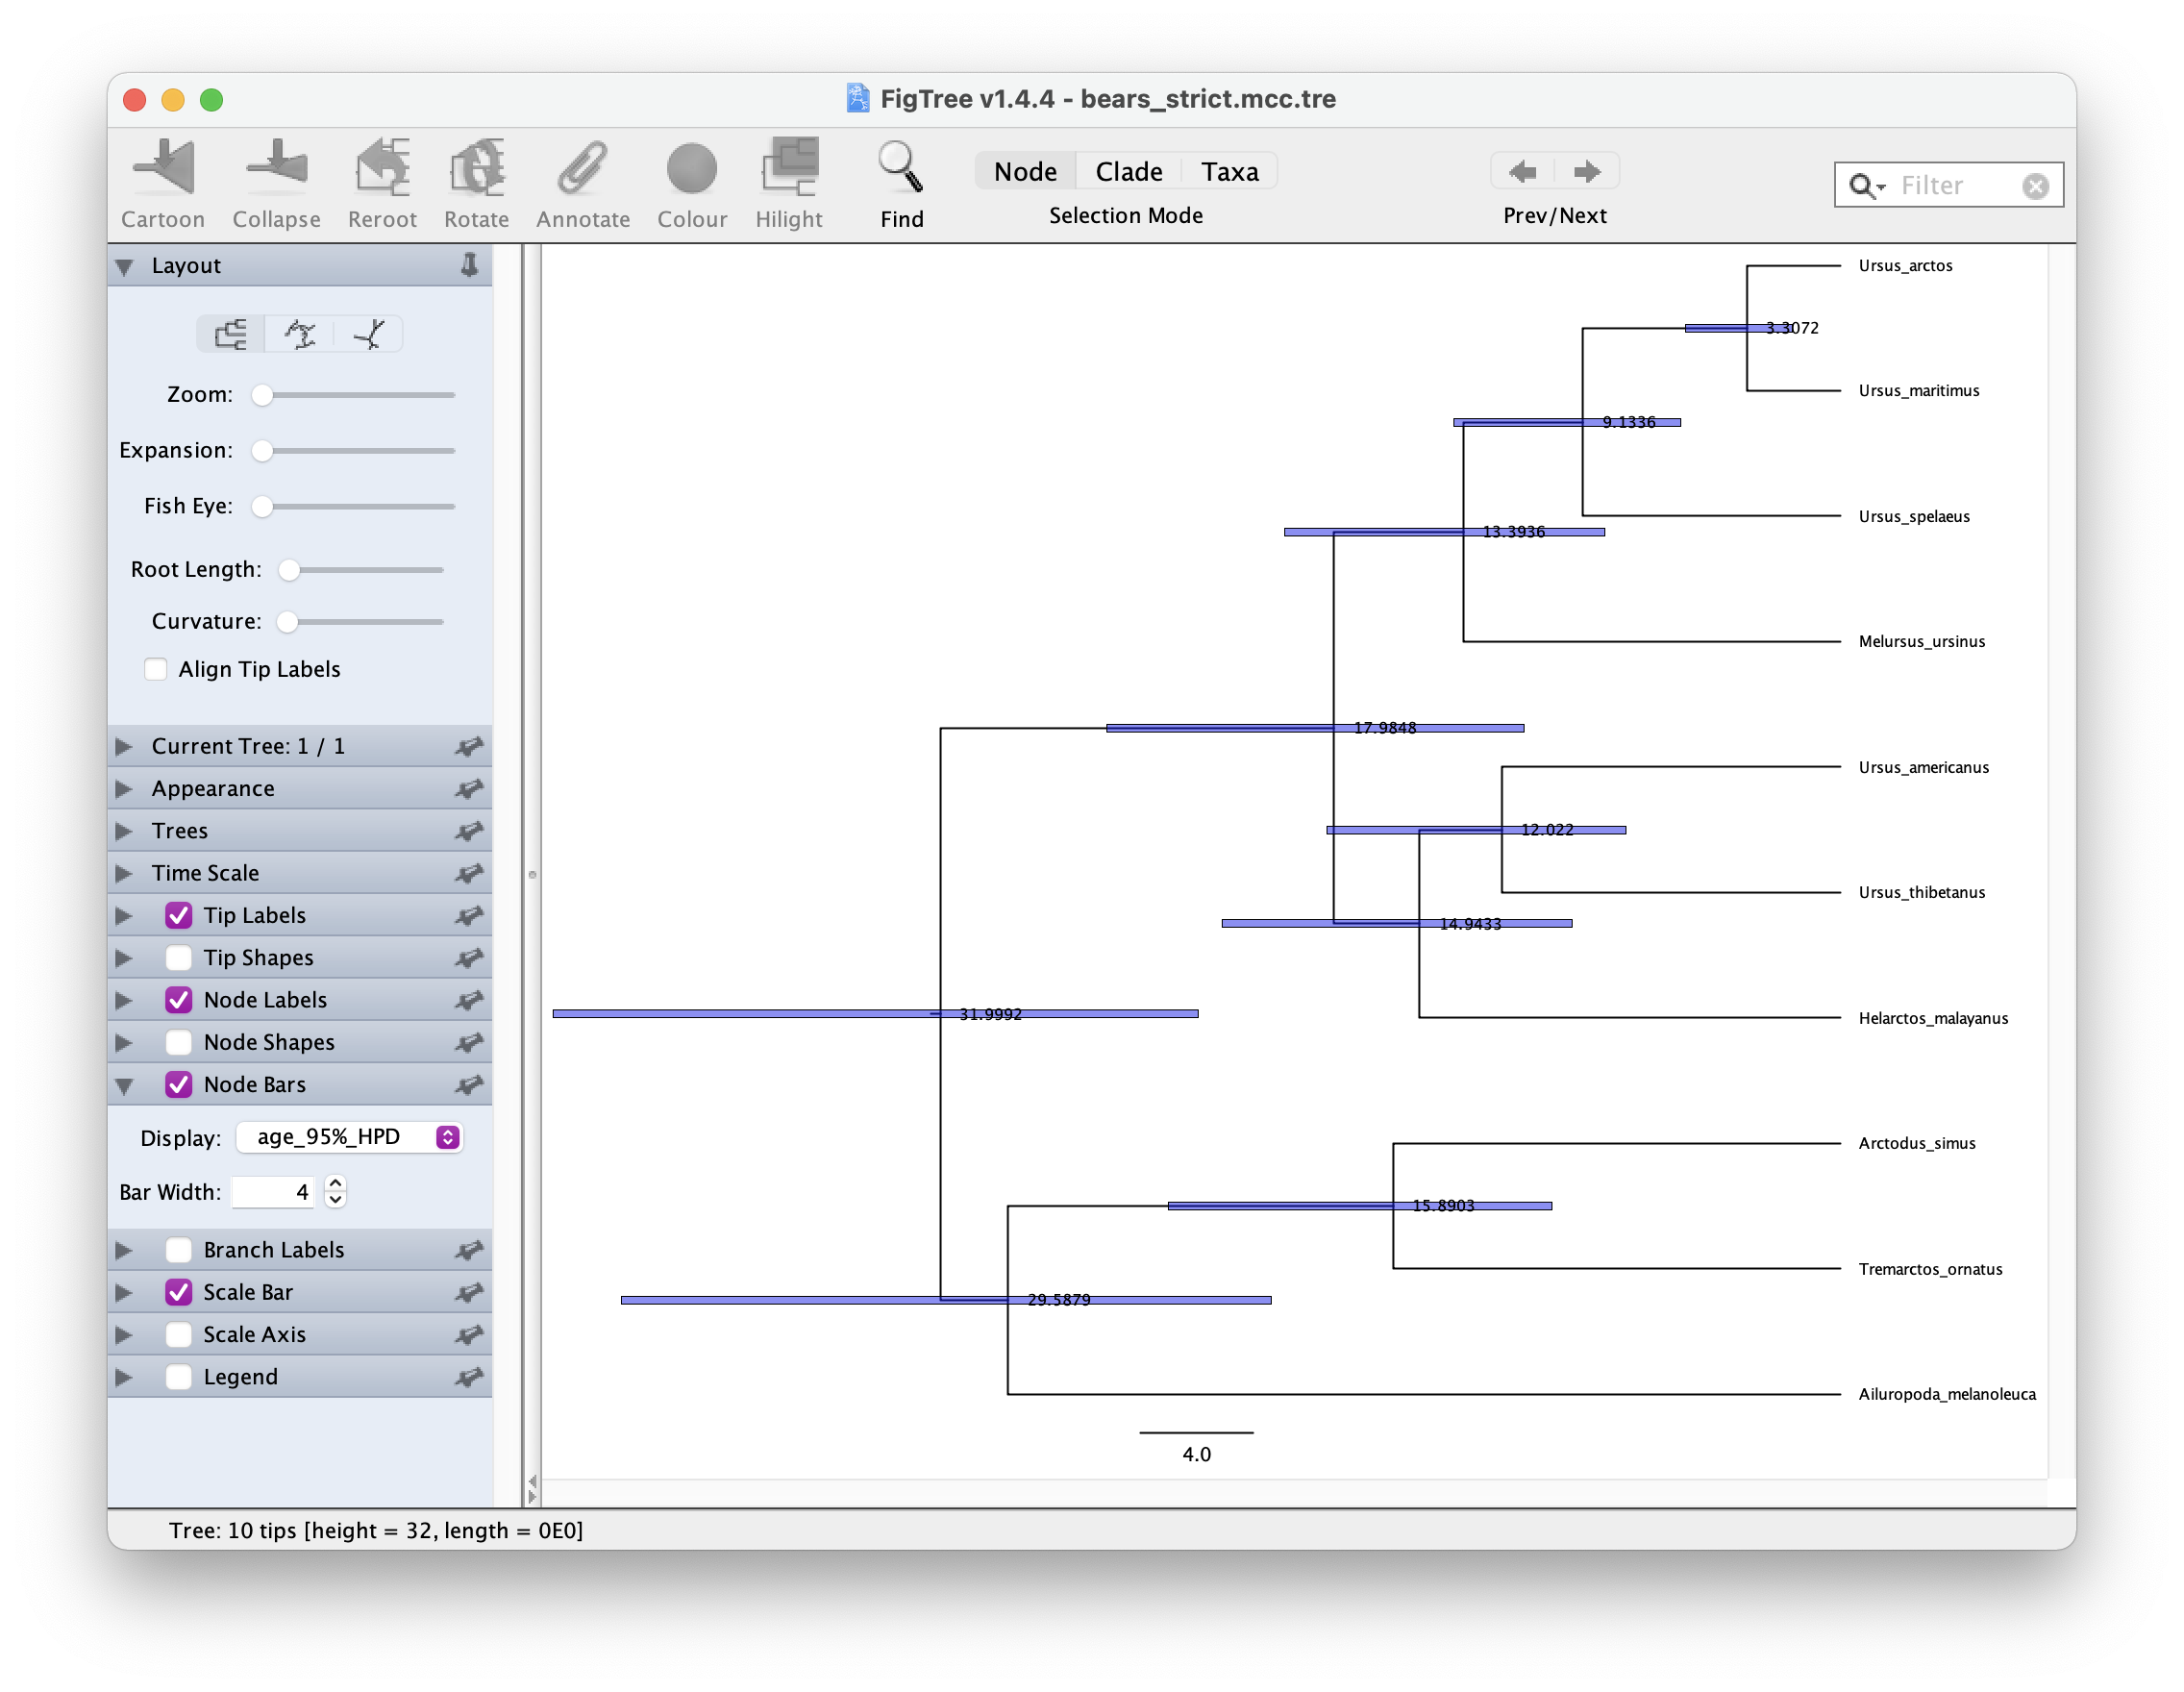 FigTree v1.4.4 - bears_strict.mcc.tre
Cartoon Collapse Reroot Rotate Annotate Colour Hilight Find
Node Clade Taxa
Selection Mode
Prev/Next
Filter
Layout
Zoom:
Expansion:
Fish Eye:
Root Length:
Curvature:
Align Tip Labels
Current Tree: 1 / 1
Appearance
Trees
Time Scale
Tip Labels
Tip Shapes
Node Labels
Node Shapes
Node Bars
Display: age_95%_HPD
Bar Width: 4
Branch Labels
Scale Bar
Scale Axis
Legend
Ursus_arctos
3.3072
Ursus_maritimus
9.1336
Ursus_spelaeus
13.3936
Melursus_ursinus
17.9848
Ursus_americanus
12.022
Ursus_thibetanus
14.9433
31.9992
Helarctos_malayanus
Arctodus_simus
15.8903
Tremarctos_ornatus
29.5879
Ailuropoda_melanoleuca
4.0
Tree: 10 tips [height = 32, length = 0E0]